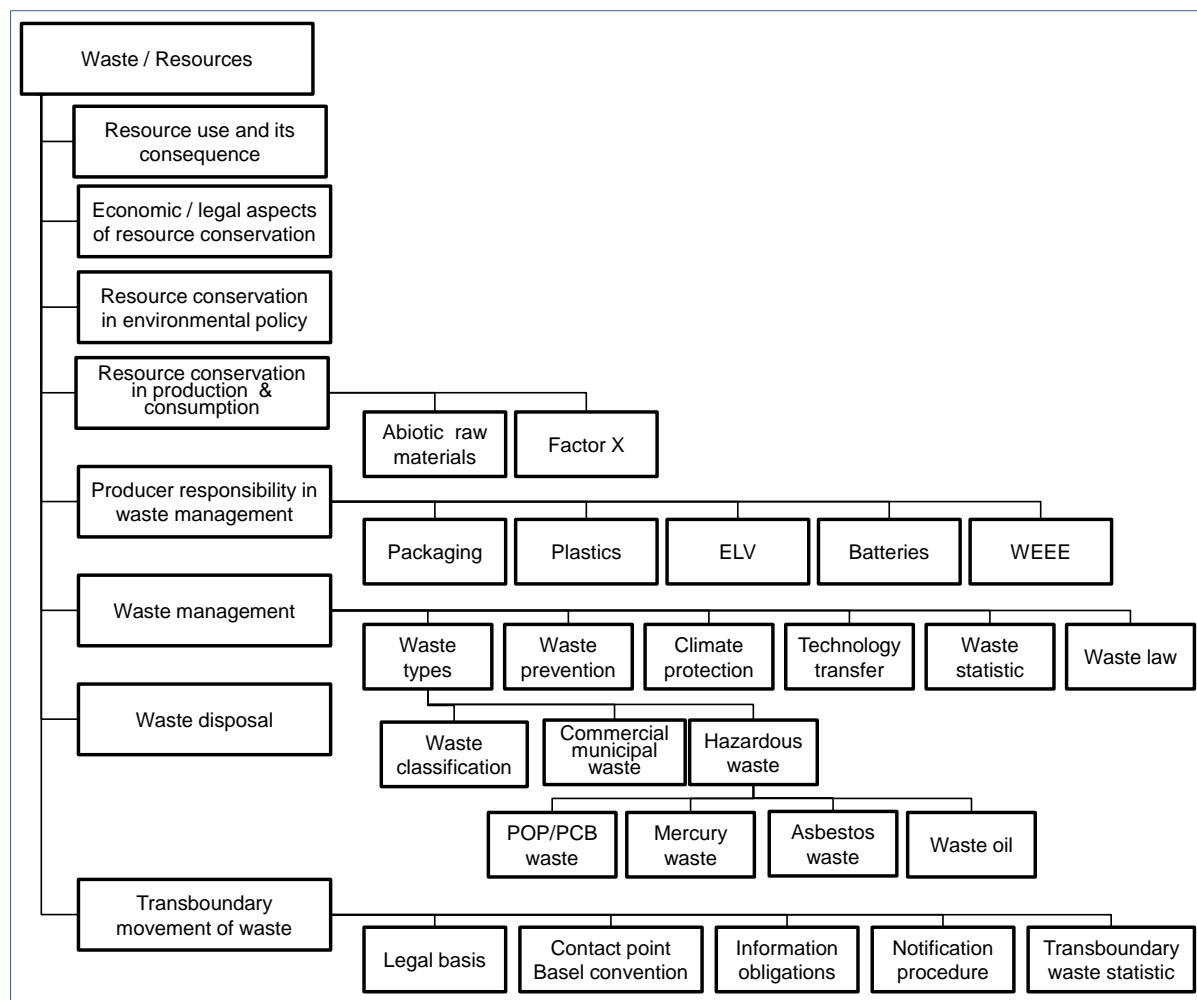 Waste / Resources
Resource use and its
consequence
Economic / legal aspects
of resource conservation
Resource conservation
in environmental policy
Resource conservation
in production & 
consumption
Abiotic raw
materials
Factor X
Producer responsibility in
waste management
Packaging
Plastics
ELV
Batteries
WEEE
Waste management
Waste
types
Waste
prevention
Climate
protection
Technology
transfer
Waste
statistic
Waste law
Waste disposal
Waste
classification
Commercial
municipal
waste
Hazardous
waste
POP/PCB
waste
Mercury
waste
Asbestos
waste
Waste oil
Transboundary
movement of waste
Legal basis
Contact point
Basel convention
Information
obligations
Notification
procedure
Transboundary
waste statistic